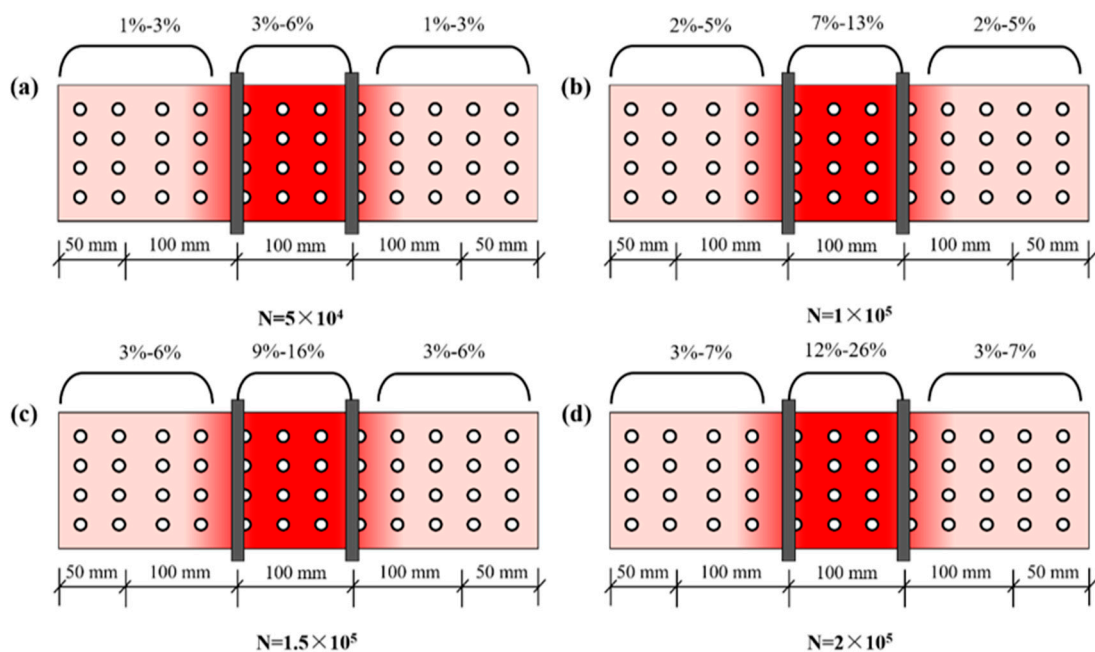 1%-3% 3%-6% 1%-3%
(a)
50 mm 100 mm 100 mm 100 mm 50 mm
N=5×10⁴
2%-5% 7%-13% 2%-5%
(b)
50 mm 100 mm 100 mm 100 mm 50 mm
N=1×10⁵
3%-6% 9%-16% 3%-6%
(c)
50 mm 100 mm 100 mm 100 mm 50 mm
N=1.5×10⁵
3%-7% 12%-26% 3%-7%
(d)
50 mm 100 mm 100 mm 100 mm 50 mm
N=2×10⁵